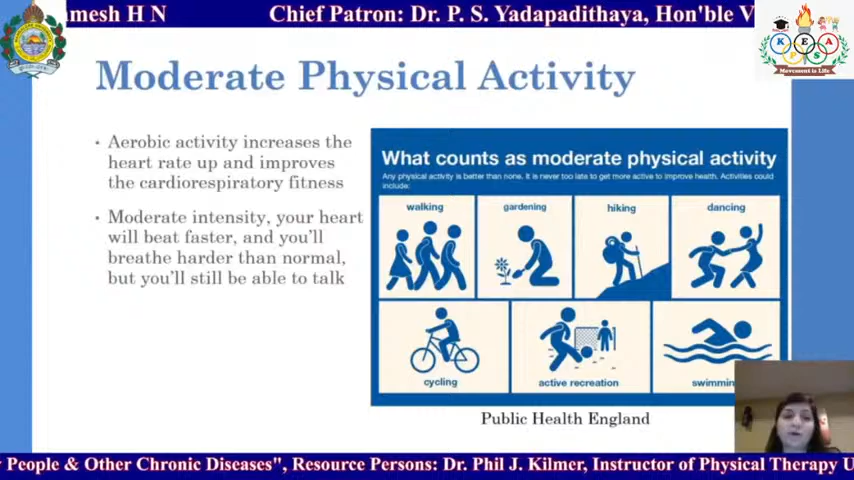 amesh H N
Chief Patron: Dr. P. S. Yadapadithaya, Hon'ble V
K E A
P S
Movement is Life
Moderate Physical Activity
• Aerobic activity increases the
heart rate up and improves
the cardiorespiratory fitness
• Moderate intensity, your heart
will beat faster, and you'll
breathe harder than normal,
but you'll still be able to talk
What counts as moderate physical activity
Any physical activity is better than none. It is never too late to get more active to improve health. Activities could
include:
walking
gardening
hiking
dancing
cycling
active recreation
swimmin
Public Health England
y People & Other Chronic Diseases", Resource Persons: Dr. Phil J. Kilmer, Instructor of Physical Therapy U